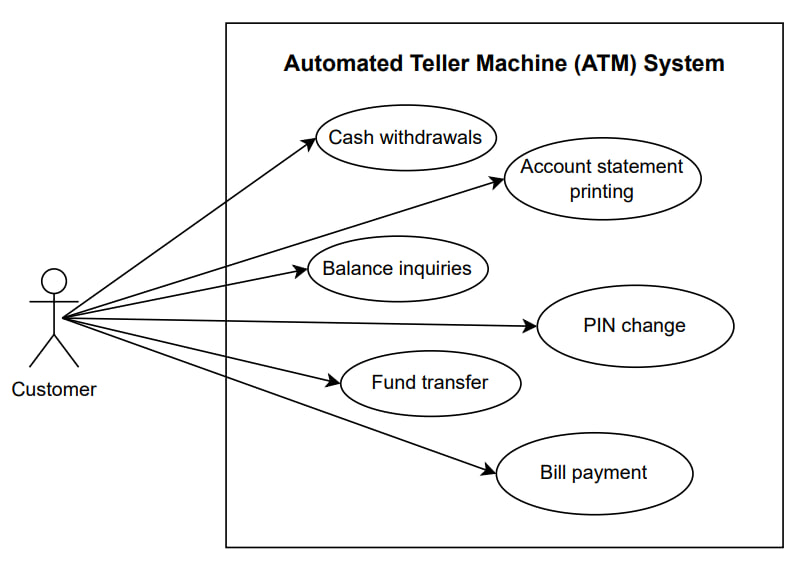 Automated Teller Machine (ATM) System
Cash withdrawals
Account statement
printing
Balance inquiries
PIN change
Fund transfer
Customer
Bill payment